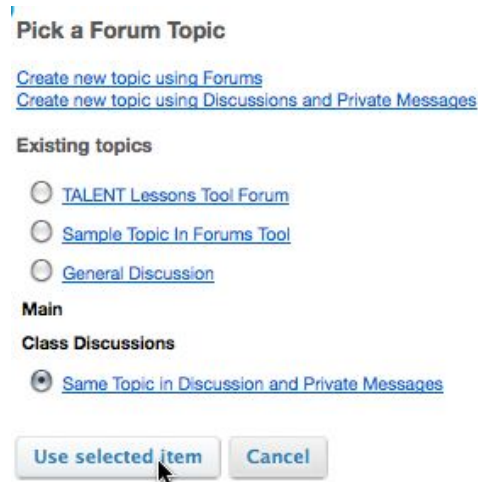 Pick a Forum Topic
Create new topic using Forums
Create new topic using Discussions and Private Messages
Existing topics
TALENT Lessons Tool Forum
Sample Topic In Forums Tool
General Discussion
Main
Class Discussions
Same Topic in Discussion and Private Messages
Use selected item Cancel